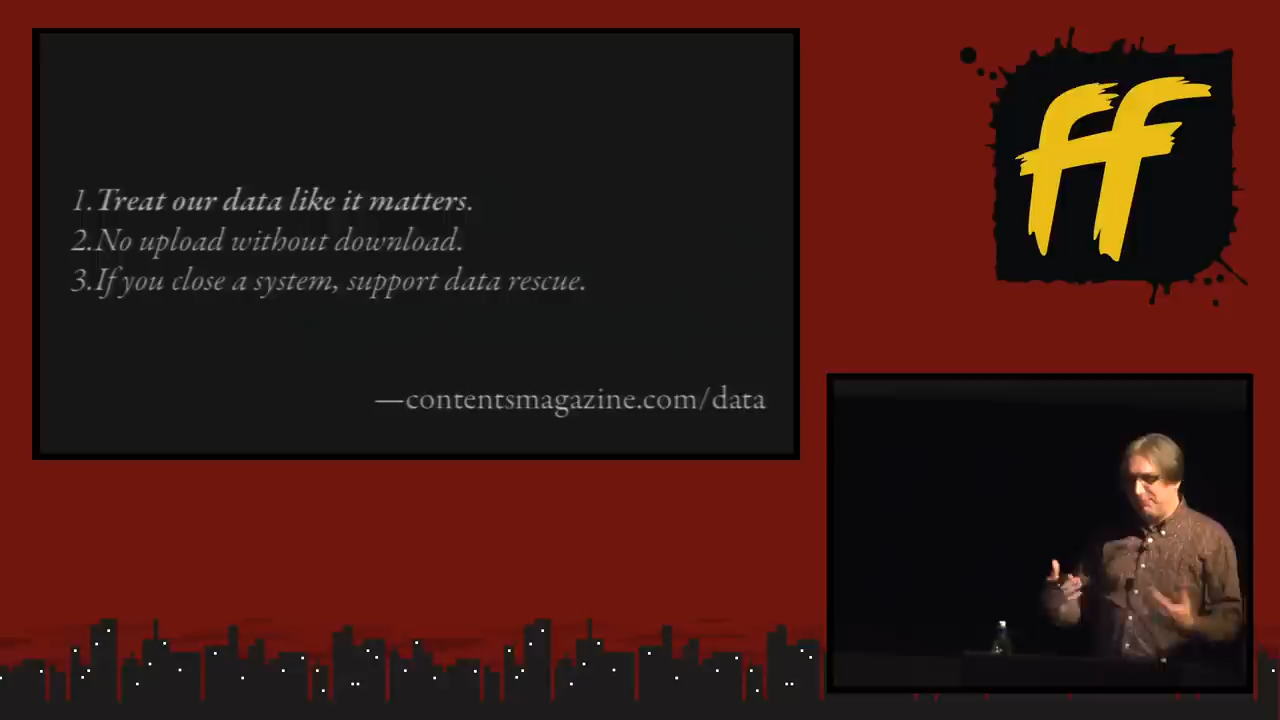 1. Treat our data like it matters.
2. No upload without download.
3. If you close a system, support data rescue.
—contentsmagazine.com/data
ff